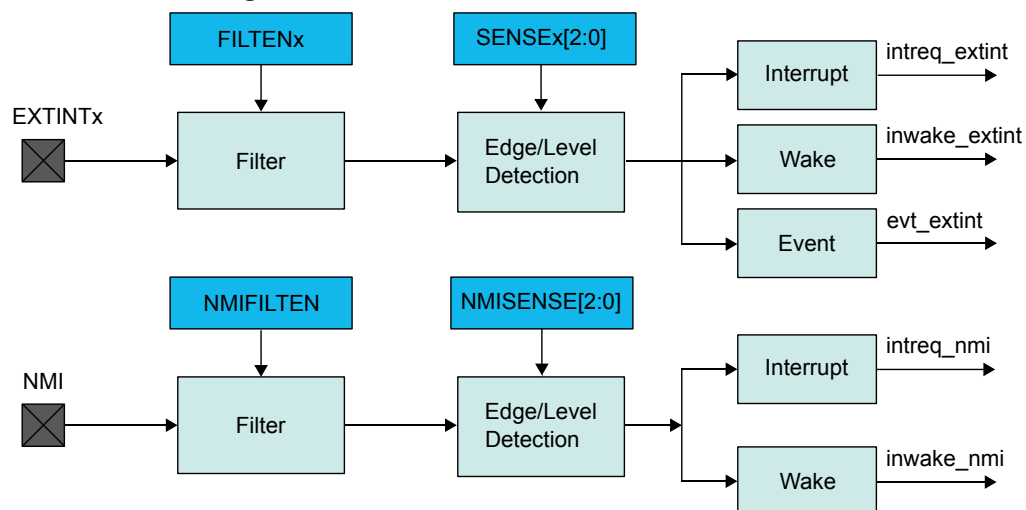 FILTENx
SENSEx[2:0]
intreq_extint
Interrupt
EXTINTx
inwake_extint
Filter
Edge/Level
Detection
Wake
evt_extint
Event
NMIFILTEN
NMISENSE[2:0]
intreq_nmi
Interrupt
NMI
Filter
Edge/Level
Detection
inwake_nmi
Wake